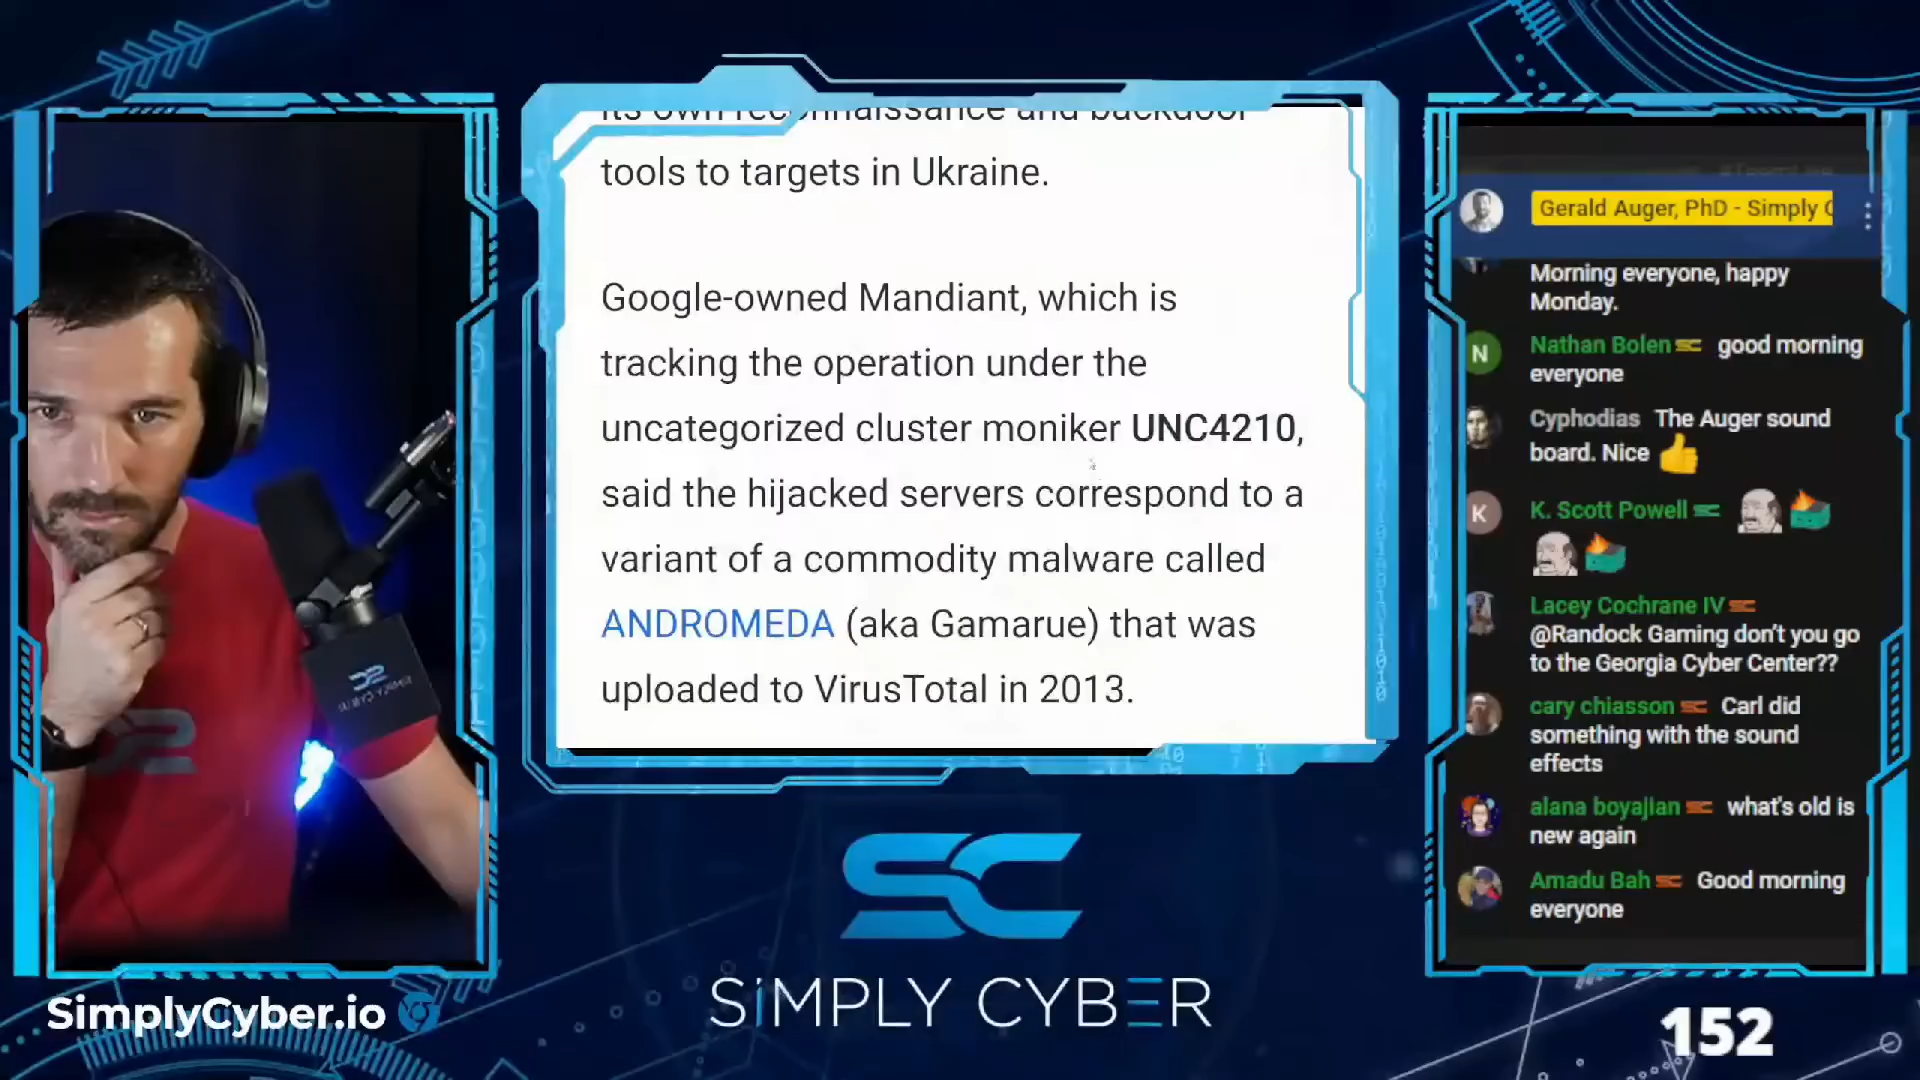 its own reconnaissance and backdoor
tools to targets in Ukraine.
Google-owned Mandiant, which is
tracking the operation under the
uncategorized cluster moniker UNC4210,
said the hijacked servers correspond to a
variant of a commodity malware called
ANDROMEDA (aka Gamarue) that was
uploaded to VirusTotal in 2013.
SC
SiMPLY CYBER
SimplyCyber.io
Gerald Auger, PhD - Simply C
Morning everyone, happy
Monday.
N
Nathan Bolen good morning
everyone
Cyphodias The Auger sound
board. Nice
K
K. Scott Powell
Lacey Cochrane IV
@Randock Gaming don't you go
to the Georgia Cyber Center??
cary chiasson Carl did
something with the sound
effects
alana boyajian what's old is
new again
Amadu Bah Good morning
everyone
152